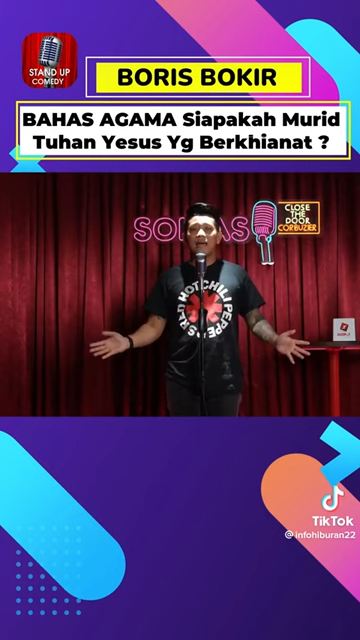 STAND UP
COMEDY
BORIS BOKIR
BAHAS AGAMA Siapakah Murid
Tuhan Yesus Yg Berkhianat ?
CLOSE
THE
DOOR
CORBUZIER
RED HOT CHILI PEPPERS
TikTok
@infohiburan22